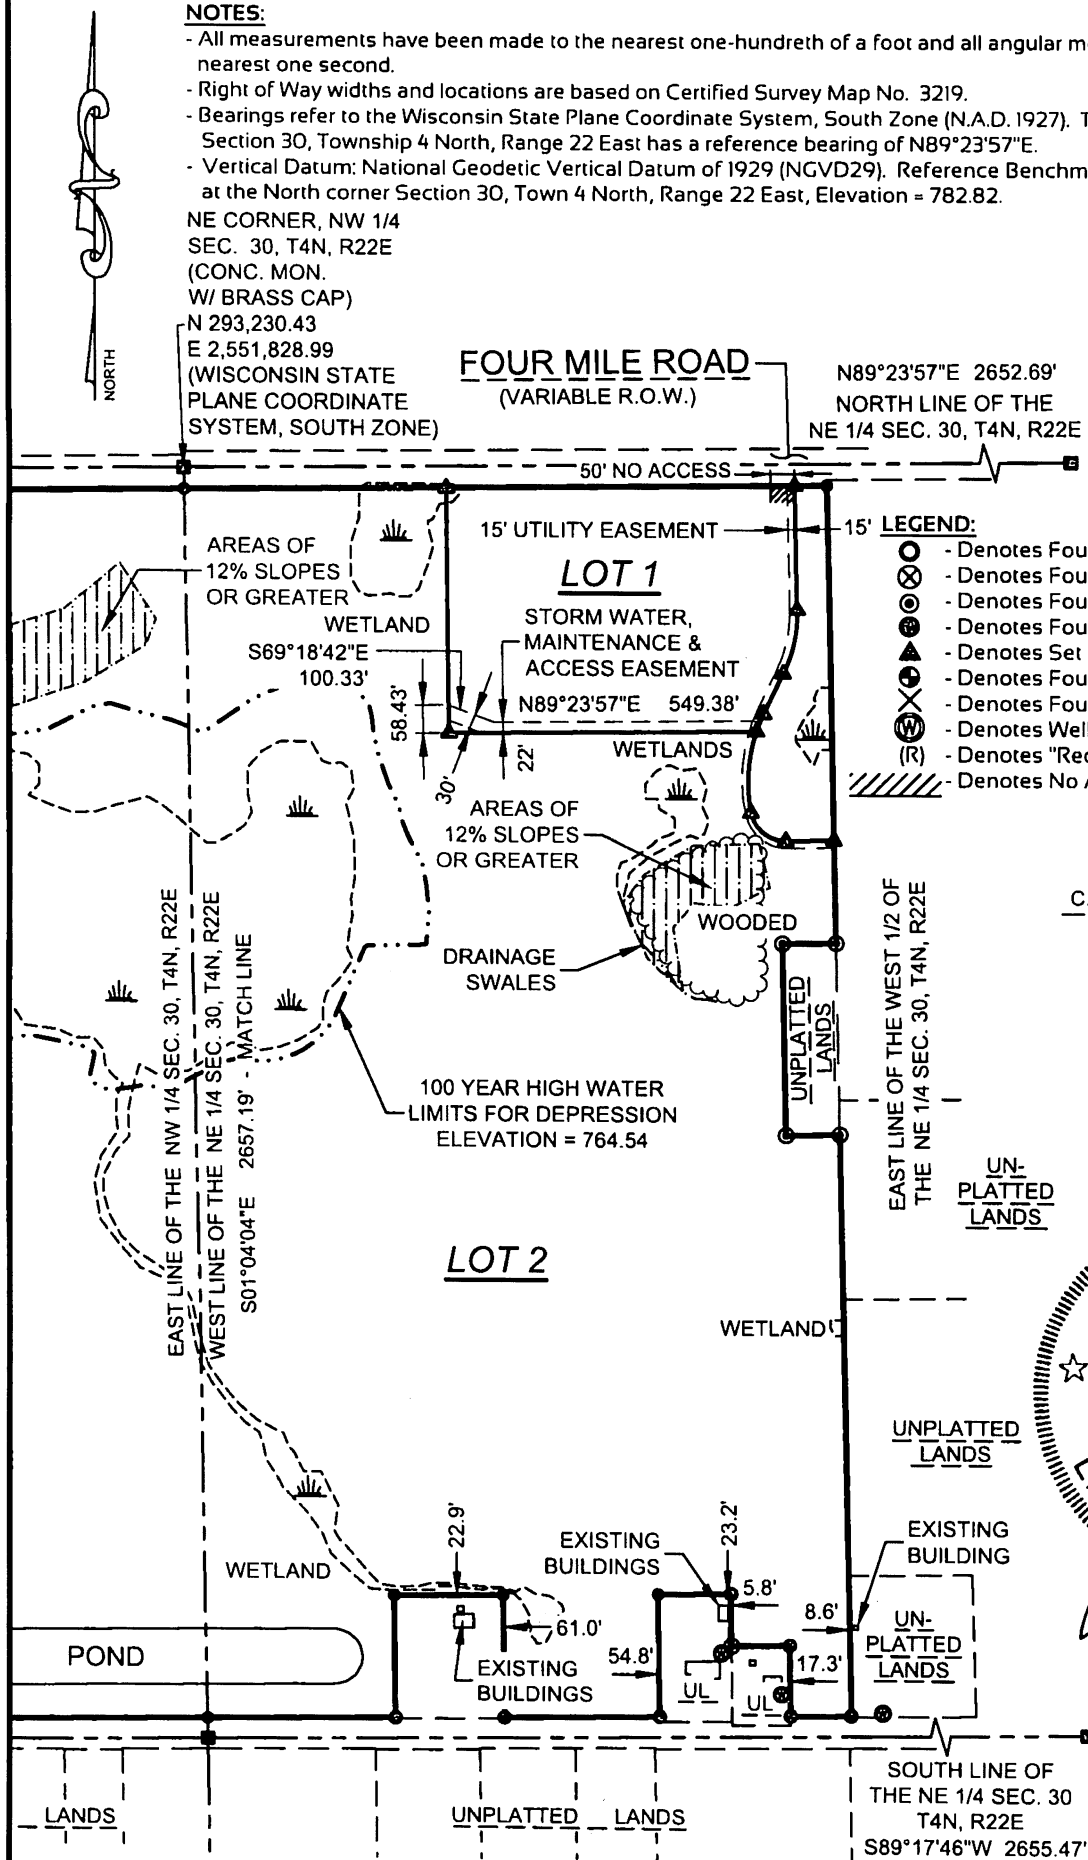 NOTES:
- All measurements have been made to the nearest one-hundreth of a foot and all angular m
nearest one second.
- Right of Way widths and locations are based on Certified Survey Map No. 3219.
- Bearings refer to the Wisconsin State Plane Coordinate System, South Zone (N.A.D. 1927). T
Section 30, Township 4 North, Range 22 East has a reference bearing of N89°23'57"E.
- Vertical Datum: National Geodetic Vertical Datum of 1929 (NGVD29). Reference Benchm
at the North corner Section 30, Town 4 North, Range 22 East, Elevation = 782.82.
NORTH
NE CORNER, NW 1/4
SEC. 30, T4N, R22E
(CONC. MON.
W/ BRASS CAP)
N 293,230.43
E 2,551,828.99
(WISCONSIN STATE
PLANE COORDINATE
SYSTEM, SOUTH ZONE)
FOUR MILE ROAD
(VARIABLE R.O.W.)
N89°23'57"E 2652.69'
NORTH LINE OF THE
NE 1/4 SEC. 30, T4N, R22E
50' NO ACCESS
15' UTILITY EASEMENT
15'
LEGEND:
- Denotes Fou
- Denotes Fou
- Denotes Fou
- Denotes Fou
- Denotes Set
- Denotes Fou
- Denotes Fou
W - Denotes Wel
(R) - Denotes "Rec
- Denotes No A
AREAS OF
12% SLOPES
OR GREATER
LOT 1
WETLAND
STORM WATER,
MAINTENANCE &
ACCESS EASEMENT
S69°18'42"E
100.33'
N89°23'57"E 549.38'
58.43'
30'
22'
WETLANDS
AREAS OF
12% SLOPES
OR GREATER
WOODED
DRAINAGE
SWALES
UNPLATTED
LANDS
EAST LINE OF THE WEST 1/2 OF
THE NE 1/4 SEC. 30, T4N, R22E
C.
EAST LINE OF THE NW 1/4 SEC. 30, T4N, R22E
WEST LINE OF THE NE 1/4 SEC. 30, T4N, R22E
S01°04'04"E 2657.19' - MATCH LINE
100 YEAR HIGH WATER
LIMITS FOR DEPRESSION
ELEVATION = 764.54
UN-
PLATTED
LANDS
LOT 2
WETLAND
UNPLATTED
LANDS
WETLAND
22.9'
EXISTING
BUILDINGS
23.2'
EXISTING
BUILDING
5.8'
8.6'
61.0'
54.8'
17.3'
UN-
PLATTED
LANDS
POND
EXISTING
BUILDINGS
UL
UL
SOUTH LINE OF
THE NE 1/4 SEC. 30
T4N, R22E
S89°17'46"W 2655.47'
LANDS
UNPLATTED LANDS